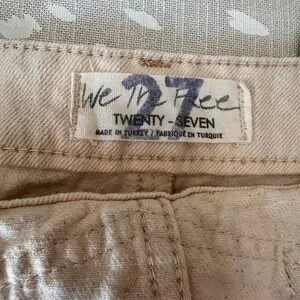 27
We The Free
TWENTY - SEVEN
MADE IN TURKEY / FABRIQUÉ EN TURQUIE